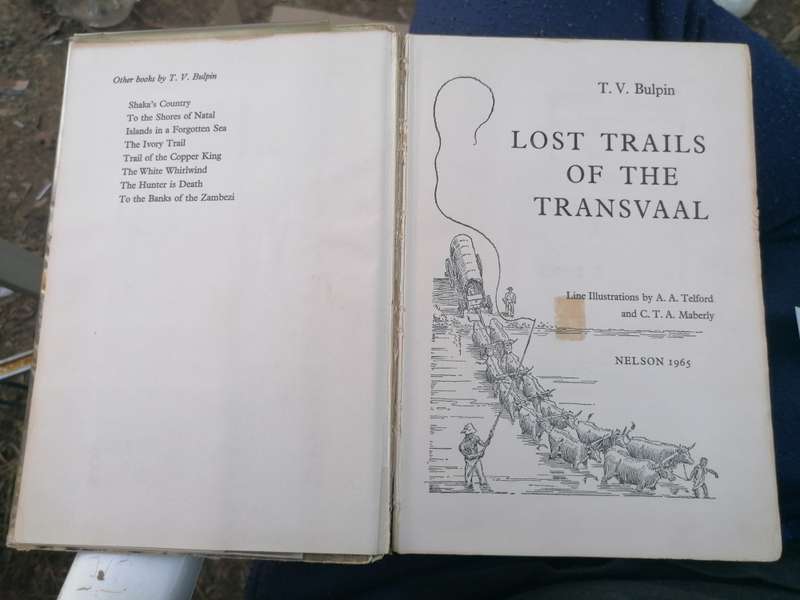 Other books by T. V. Bulpin
Shaka's Country
To the Shores of Natal
Islands in a Forgotten Sea
The Ivory Trail
Trail of the Copper King
The White Whirlwind
The Hunter is Death
To the Banks of the Zambezi
T. V. Bulpin
LOST TRAILS
OF THE
TRANSVAAL
Line Illustrations by A. A. Telford
and C. T. A. Maberly
NELSON 1965